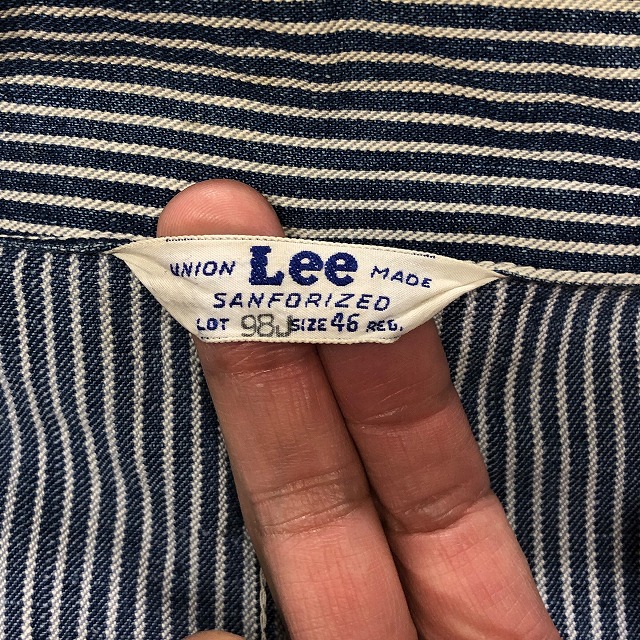 UNION Lee MADE
SANFORIZED
LOT 98J SIZE 46 REG.